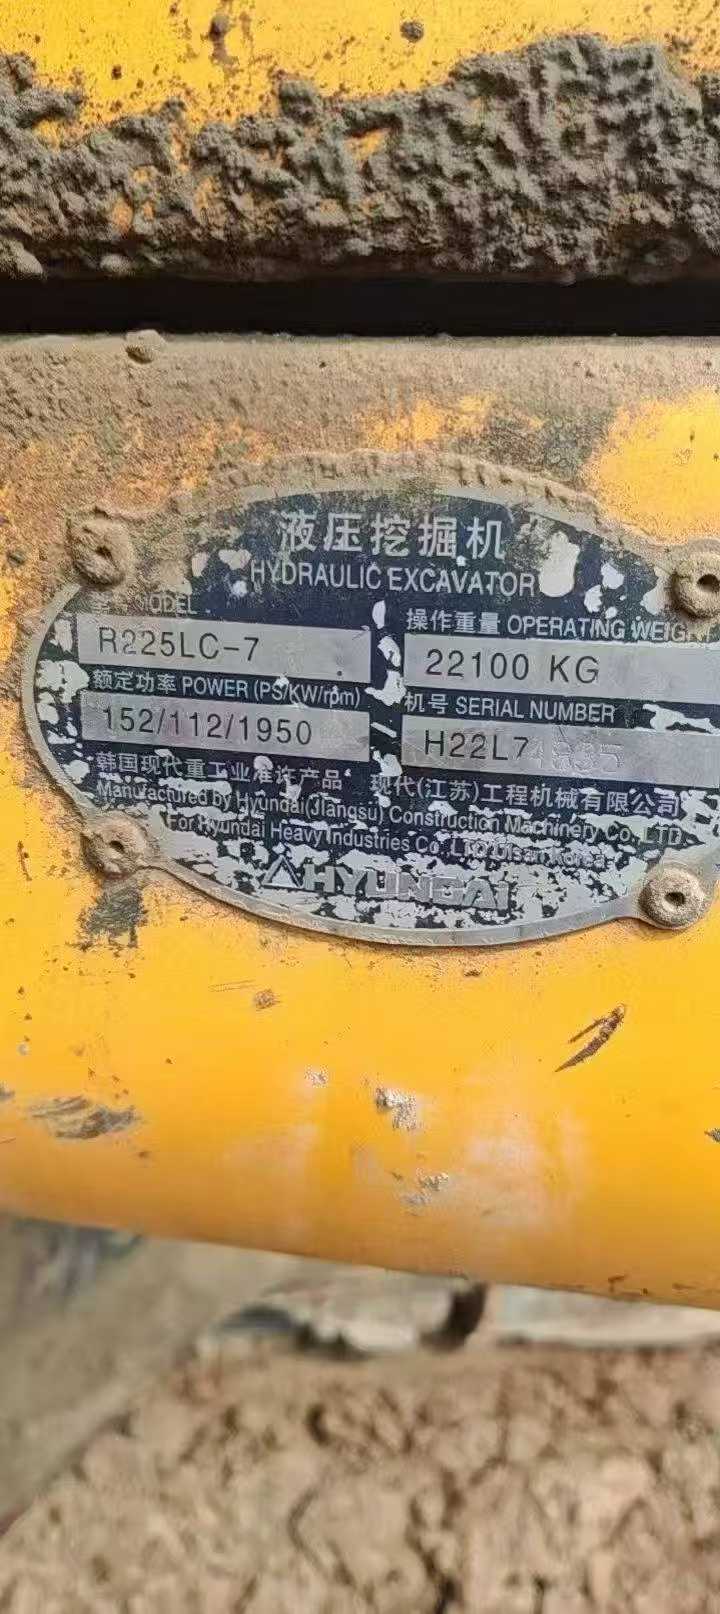 液压挖掘机
HYDRAULIC EXCAVATOR
型号 MODEL
R225LC-7
操作重量 OPERATING WEIGHT
22100 KG
额定功率 POWER (PS/KW/rpm)
152/112/1950
机号 SERIAL NUMBER
H22L7
韩国现代重工业准许产品 现代(江苏)工程机械有限公司
Manufactured by Hyundai(Jiangsu) Construction Machinery Co., LTD.
For Hyundai Heavy Industries Co., LTD Ulsan Korea
HYUNDAI